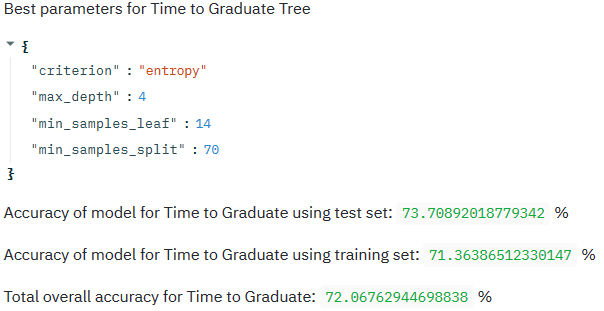 Best parameters for Time to Graduate Tree
{
"criterion" : "entropy"
"max_depth" : 4
"min_samples_leaf" : 14
"min_samples_split" : 70
}
Accuracy of model for Time to Graduate using test set: 73.70892018779342 %
Accuracy of model for Time to Graduate using training set: 71.36386512330147 %
Total overall accuracy for Time to Graduate: 72.06762944698838 %